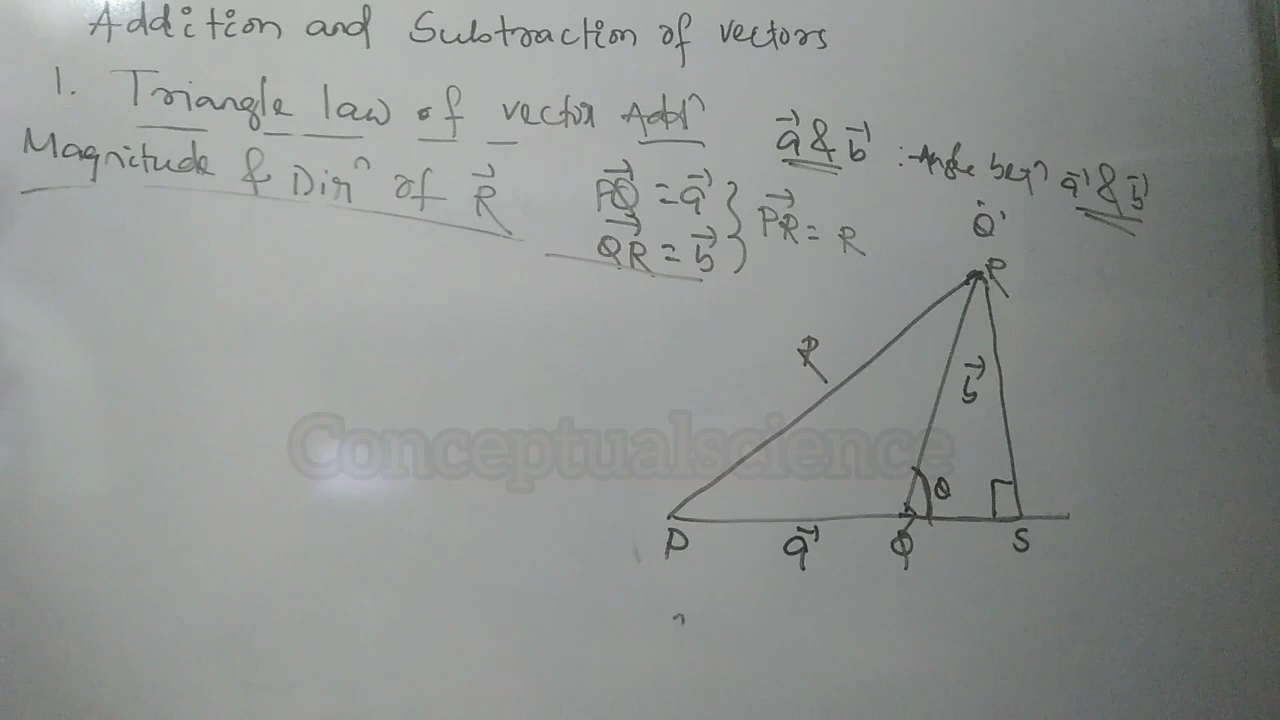 Addition and Subtraction of vectors
1. Triangle law of vector Addⁿ
a⃗ & b⃗ : Angle betⁿ a⃗ & b⃗
Magnitude & Dirⁿ of R⃗
PQ⃗ = a⃗ } PR⃗ = R
QR⃗ = b⃗
θ'
R
R
b⃗
θ
P a⃗ Q S
Conceptualscience